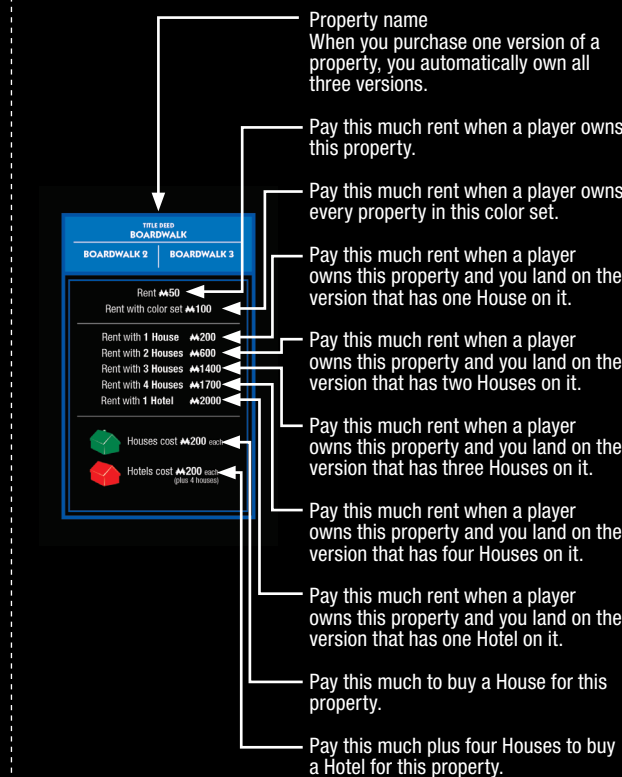 Property name
When you purchase one version of a
property, you automatically own all
three versions.
Pay this much rent when a player owns
this property.
Pay this much rent when a player owns
every property in this color set.
Pay this much rent when a player
owns this property and you land on the
version that has one House on it.
Pay this much rent when a player
owns this property and you land on the
version that has two Houses on it.
Pay this much rent when a player
owns this property and you land on the
version that has three Houses on it.
Pay this much rent when a player
owns this property and you land on the
version that has four Houses on it.
Pay this much rent when a player
owns this property and you land on the
version that has one Hotel on it.
Pay this much to buy a House for this
property.
Pay this much plus four Houses to buy
a Hotel for this property.
TITLE DEED
BOARDWALK
BOARDWALK 2 BOARDWALK 3
Rent M50
Rent with color set M100
Rent with 1 House M200
Rent with 2 Houses M600
Rent with 3 Houses M1400
Rent with 4 Houses M1700
Rent with 1 Hotel M2000
Houses cost M200 each
Hotels cost M200 each
(plus 4 houses)